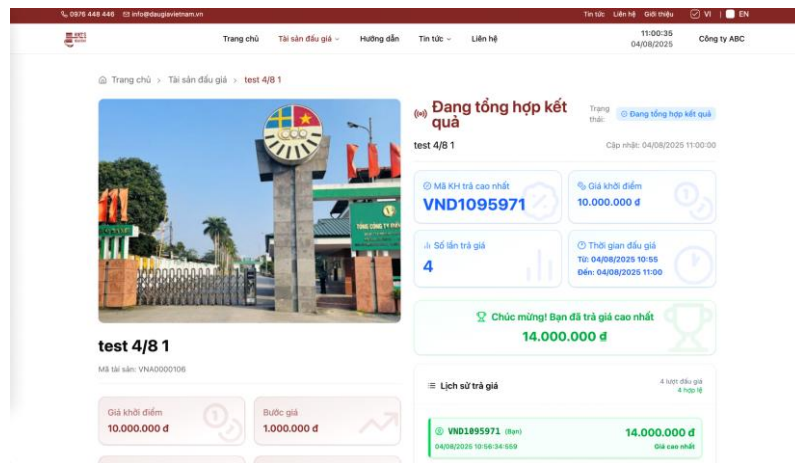 0976 448 446 info@daugiavietnam.vn
Tin tức Liên hệ Giới thiệu VI | EN
Trang chủ Tài sản đấu giá Hướng dẫn Tin tức Liên hệ
11:00:35
04/08/2025
Công ty ABC
Trang chủ > Tài sản đấu giá > test 4/8 1
Đang tổng hợp kết
quả
Trạng
thái:
Đang tổng hợp kết quả
test 4/8 1
Cập nhật: 04/08/2025 11:00:00
Mã KH trả cao nhất
VND1095971
Giá khởi điểm
10.000.000 đ
Số lần trả giá
4
Thời gian đấu giá
Từ: 04/08/2025 10:55
Đến: 04/08/2025 11:00
Chúc mừng! Bạn đã trả giá cao nhất
14.000.000 đ
test 4/8 1
Mã tài sản: VNA0000106
Giá khởi điểm
10.000.000 đ
Bước giá
1.000.000 đ
Lịch sử trả giá
4 lượt đấu giá
4 hợp lệ
VND1095971 (Bạn)
14.000.000 đ
04/08/2025 10:56:34:559
Giá cao nhất